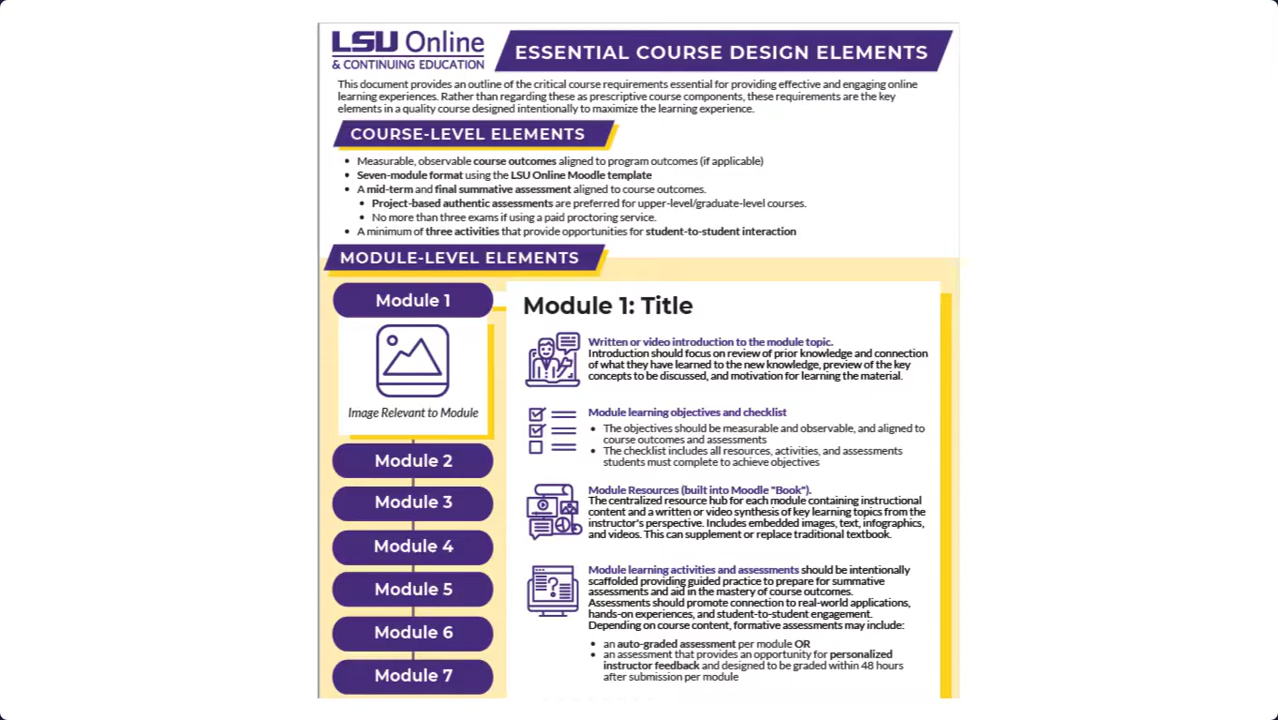 LSU Online
& CONTINUING EDUCATION
ESSENTIAL COURSE DESIGN ELEMENTS
This document provides an outline of the critical course requirements essential for providing effective and engaging online
learning experiences. Rather than regarding these as prescriptive course components, these requirements are the key
elements in a quality course designed intentionally to maximize the learning experience.
COURSE-LEVEL ELEMENTS
• Measurable, observable course outcomes aligned to program outcomes (if applicable)
• Seven-module format using the LSU Online Moodle template
• A mid-term and final summative assessment aligned to course outcomes.
• Project-based authentic assessments are preferred for upper-level/graduate-level courses.
• No more than three exams if using a paid proctoring service.
• A minimum of three activities that provide opportunities for student-to-student interaction
MODULE-LEVEL ELEMENTS
Module 1
Image Relevant to Module
Module 2
Module 3
Module 4
Module 5
Module 6
Module 7
Module 1: Title
Written or video introduction to the module topic.
Introduction should focus on review of prior knowledge and connection
of what they have learned to the new knowledge, preview of the key
concepts to be discussed, and motivation for learning the material.
Module learning objectives and checklist
• The objectives should be measurable and observable, and aligned to
course outcomes and assessments
• The checklist includes all resources, activities, and assessments
students must complete to achieve objectives
Module Resources (built into Moodle "Book").
The centralized resource hub for each module containing instructional
content and a written or video synthesis of key learning topics from the
instructor's perspective. Includes embedded images, text, infographics,
and videos. This can supplement or replace traditional textbook.
Module learning activities and assessments should be intentionally
scaffolded providing guided practice to prepare for summative
assessments and aid in the mastery of course outcomes.
Assessments should promote connection to real-world applications,
hands-on experiences, and student-to-student engagement.
Depending on course content, formative assessments may include:
• an auto-graded assessment per module OR
• an assessment that provides an opportunity for personalized
instructor feedback and designed to be graded within 48 hours
after submission per module